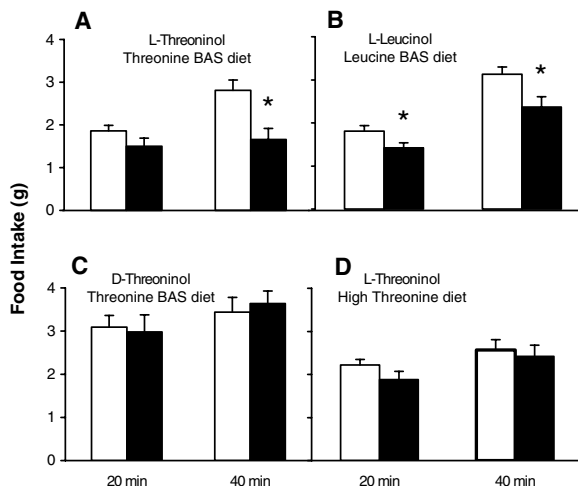 A
L-Threoninol
Threonine BAS diet
B
L-Leucinol
Leucine BAS diet
4
3
2
1
0
*
*
*
Food Intake (g)
C
D-Threoninol
Threonine BAS diet
D
L-Threoninol
High Threonine diet
4
3
2
1
0
20 min
40 min
20 min
40 min